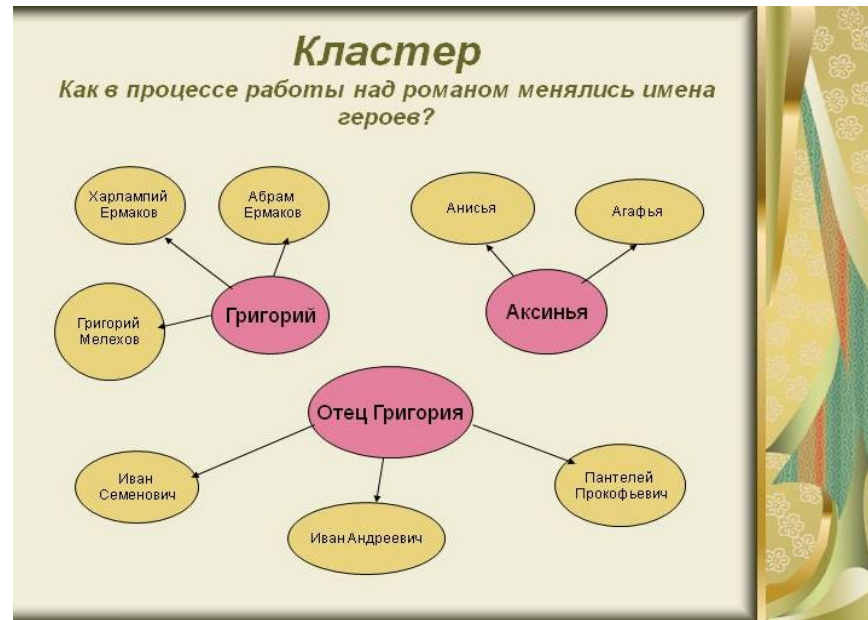 Кластер
Как в процессе работы над романом менялись имена
героев?
Харлампий
Ермаков
Абрам
Ермаков
Анисья
Агафья
Григорий
Аксинья
Григорий
Мелехов
Отец Григория
Иван
Семенович
Иван Андреевич
Пантелей
Прокофьевич